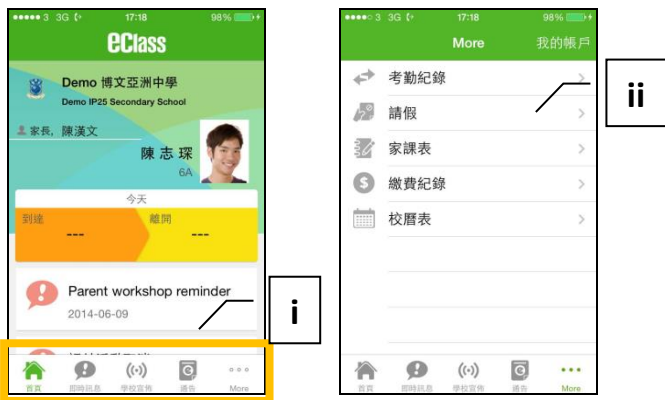 3 3G 17:18 98%
eClass
Demo 博文亞洲中學
Demo IP25 Secondary School
家長, 陳漢文
陳志琛
6A
今天
到達 離開
--- ---
Parent workshop reminder
2014-06-09
首頁 即時訊息 學校宣佈 通告 More
i
3 3G 17:18 98%
More 我的帳戶
考勤紀錄
請假
家課表
繳費紀錄
校曆表
首頁 即時訊息 學校宣佈 通告 More
ii